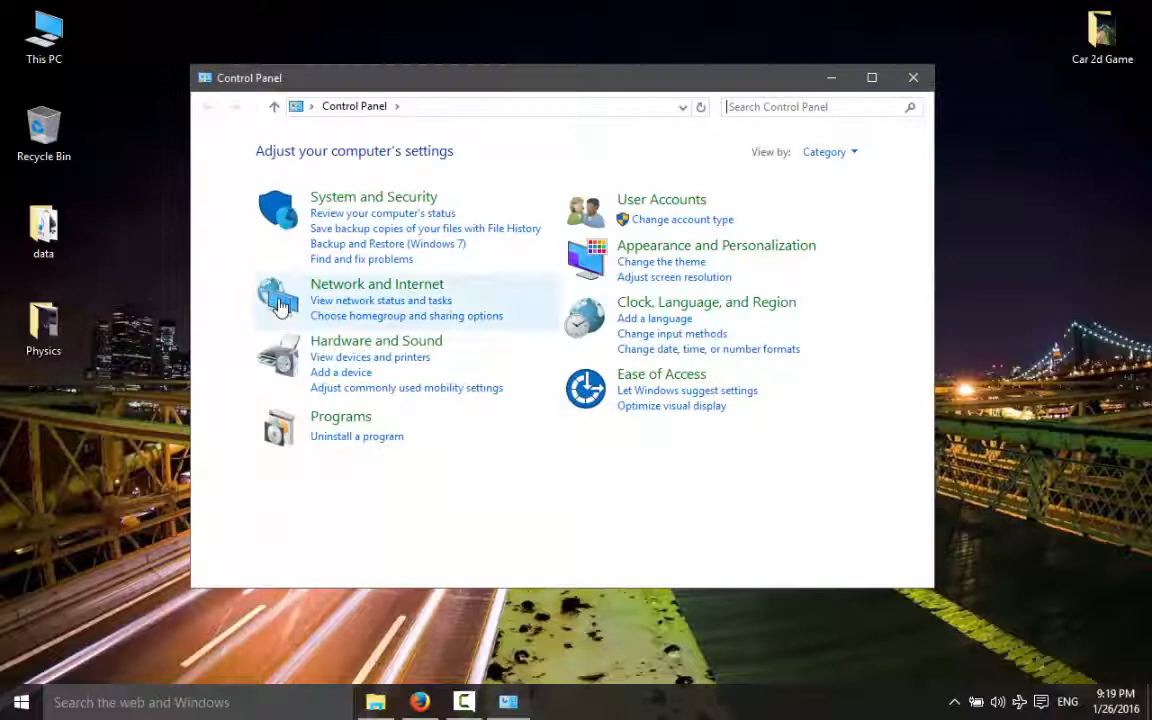 This PC
Recycle Bin
data
Physics
Car 2d Game
Control Panel
Control Panel
Search Control Panel
Adjust your computer's settings
View by: Category
System and Security
Review your computer's status
Save backup copies of your files with File History
Backup and Restore (Windows 7)
Find and fix problems
Network and Internet
View network status and tasks
Choose homegroup and sharing options
Hardware and Sound
View devices and printers
Add a device
Adjust commonly used mobility settings
Programs
Uninstall a program
User Accounts
Change account type
Appearance and Personalization
Change the theme
Adjust screen resolution
Clock, Language, and Region
Add a language
Change input methods
Change date, time, or number formats
Ease of Access
Let Windows suggest settings
Optimize visual display
Search the web and Windows
ENG
9:19 PM
1/26/2016